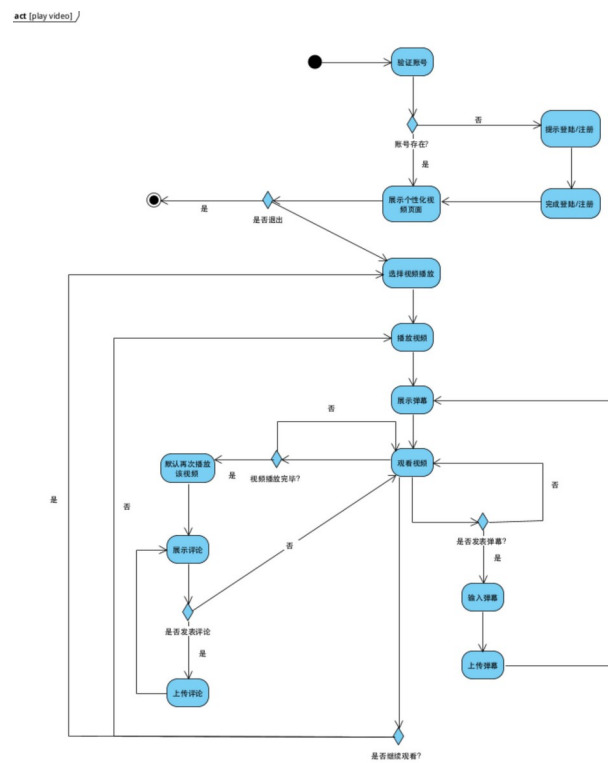 act [play video]
验证账号
否
提示登陆/注册
账号存在?
是
展示个性化视
频页面
完成登陆/注册
是
是否退出
选择视频播放
播放视频
展示弹幕
否
默认再次播放
该视频
是
视频播放完毕?
观看视频
否
是
否
是否发表弹幕?
是
展示评论
否
输入弹幕
是否发表评论
是
上传弹幕
上传评论
是否继续观看?